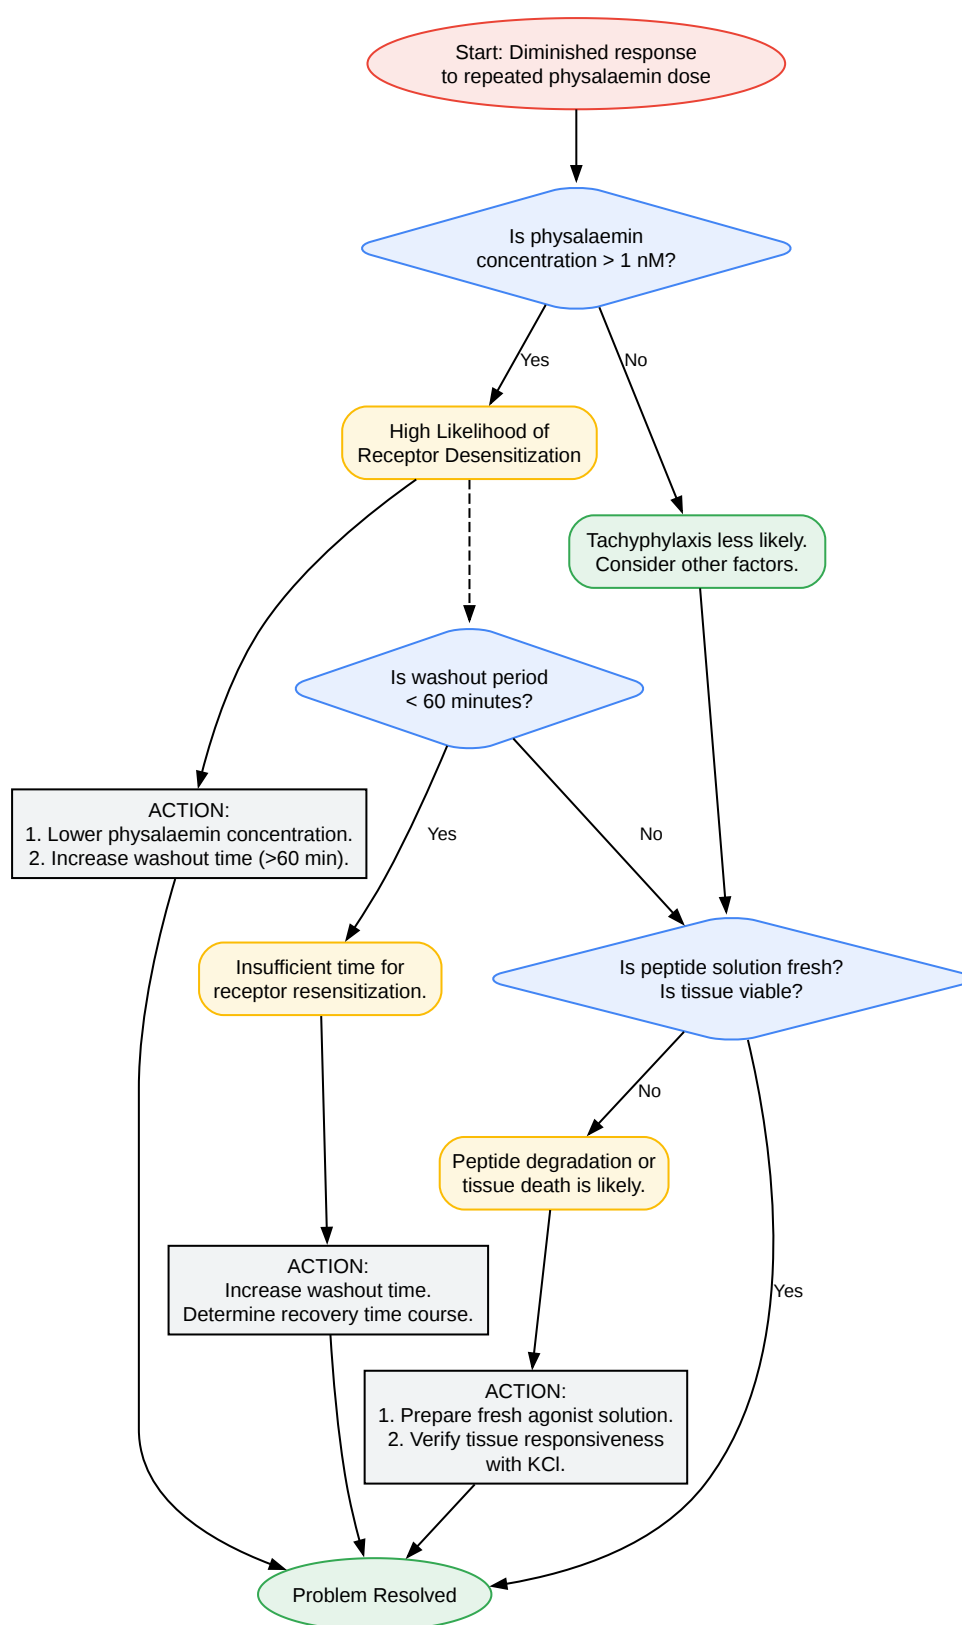 Start: Diminished response
to repeated physalaemin dose
Is physalaemin
concentration > 1 nM?
Yes
No
High Likelihood of
Receptor Desensitization
Tachyphylaxis less likely.
Consider other factors.
Is washout period
< 60 minutes?
ACTION:
1. Lower physalaemin concentration.
2. Increase washout time (>60 min).
Yes
No
Insufficient time for
receptor resensitization.
Is peptide solution fresh?
Is tissue viable?
No
Peptide degradation or
tissue death is likely.
ACTION:
Increase washout time.
Determine recovery time course.
Yes
ACTION:
1. Prepare fresh agonist solution.
2. Verify tissue responsiveness
with KCl.
Problem Resolved